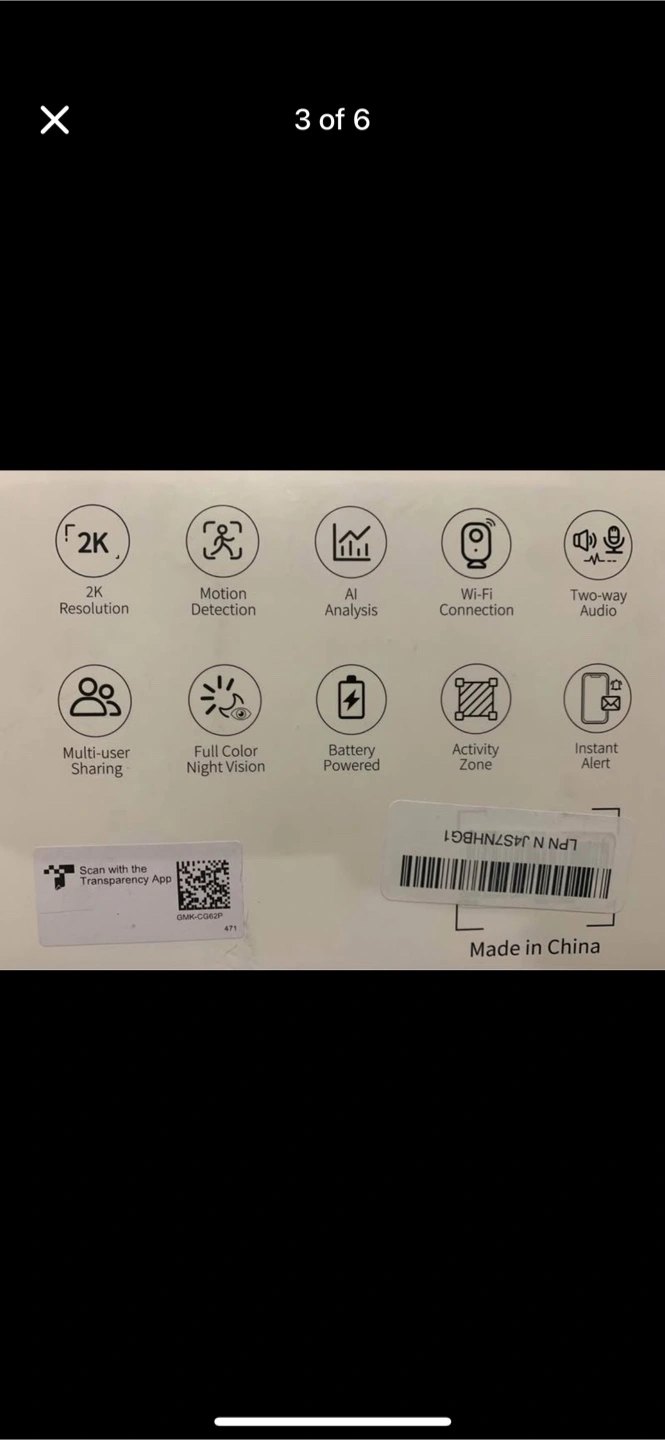 3 of 6
2K
2K
Resolution
Motion
Detection
AI
Analysis
Wi-Fi
Connection
Two-way
Audio
Multi-user
Sharing
Full Color
Night Vision
Battery
Powered
Activity
Zone
Instant
Alert
LPN N J4S7NHHBG1
Scan with the
Transparency App
GMK-CG62P
471
Made in China